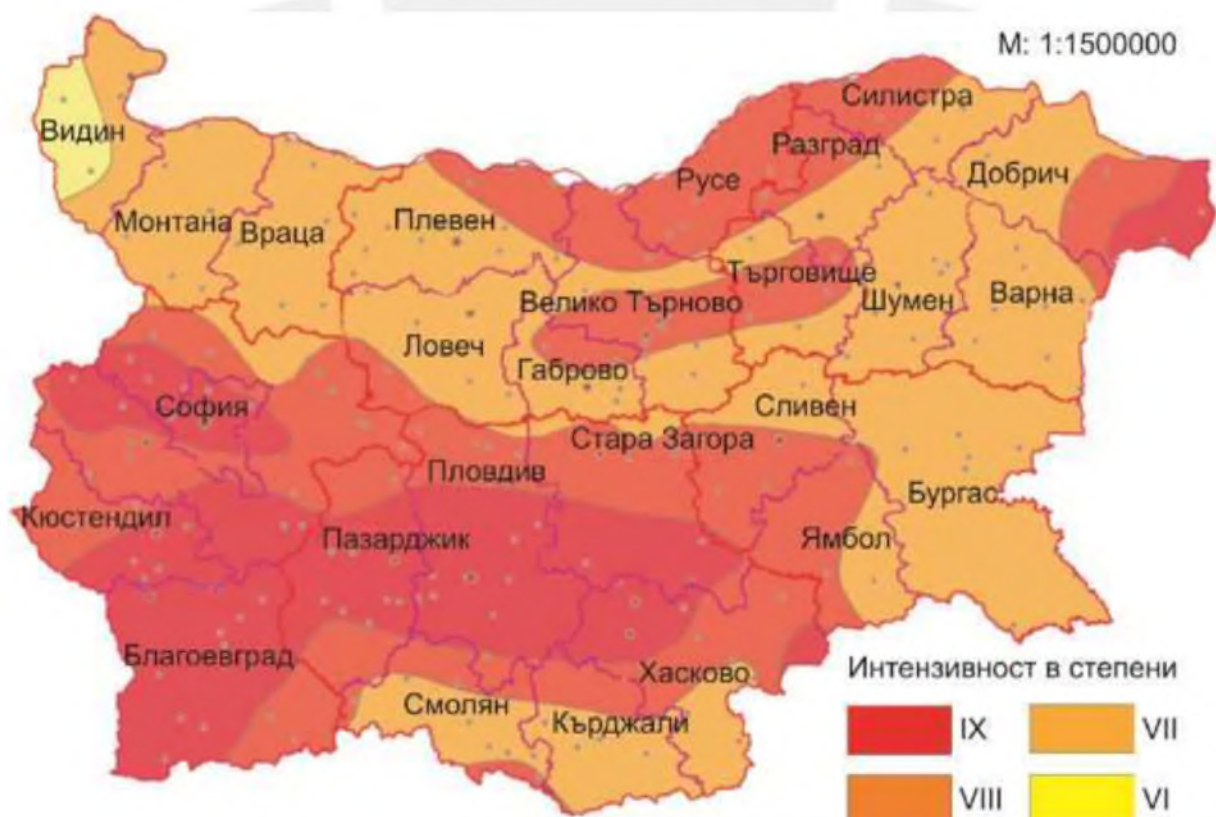 М: 1:1500000
Силистра
Видин
Разград
Русе
Добрич
Монтана
Враца
Плевен
Търговище
Велико Търново
Шумен
Варна
Ловеч
Габрово
София
Сливен
Стара Загора
Пловдив
Бургас
Кюстендил
Пазарджик
Ямбол
Благоевград
Хасково
Смолян
Кърджали
Интензивност в степени
IX
VII
VIII
VI